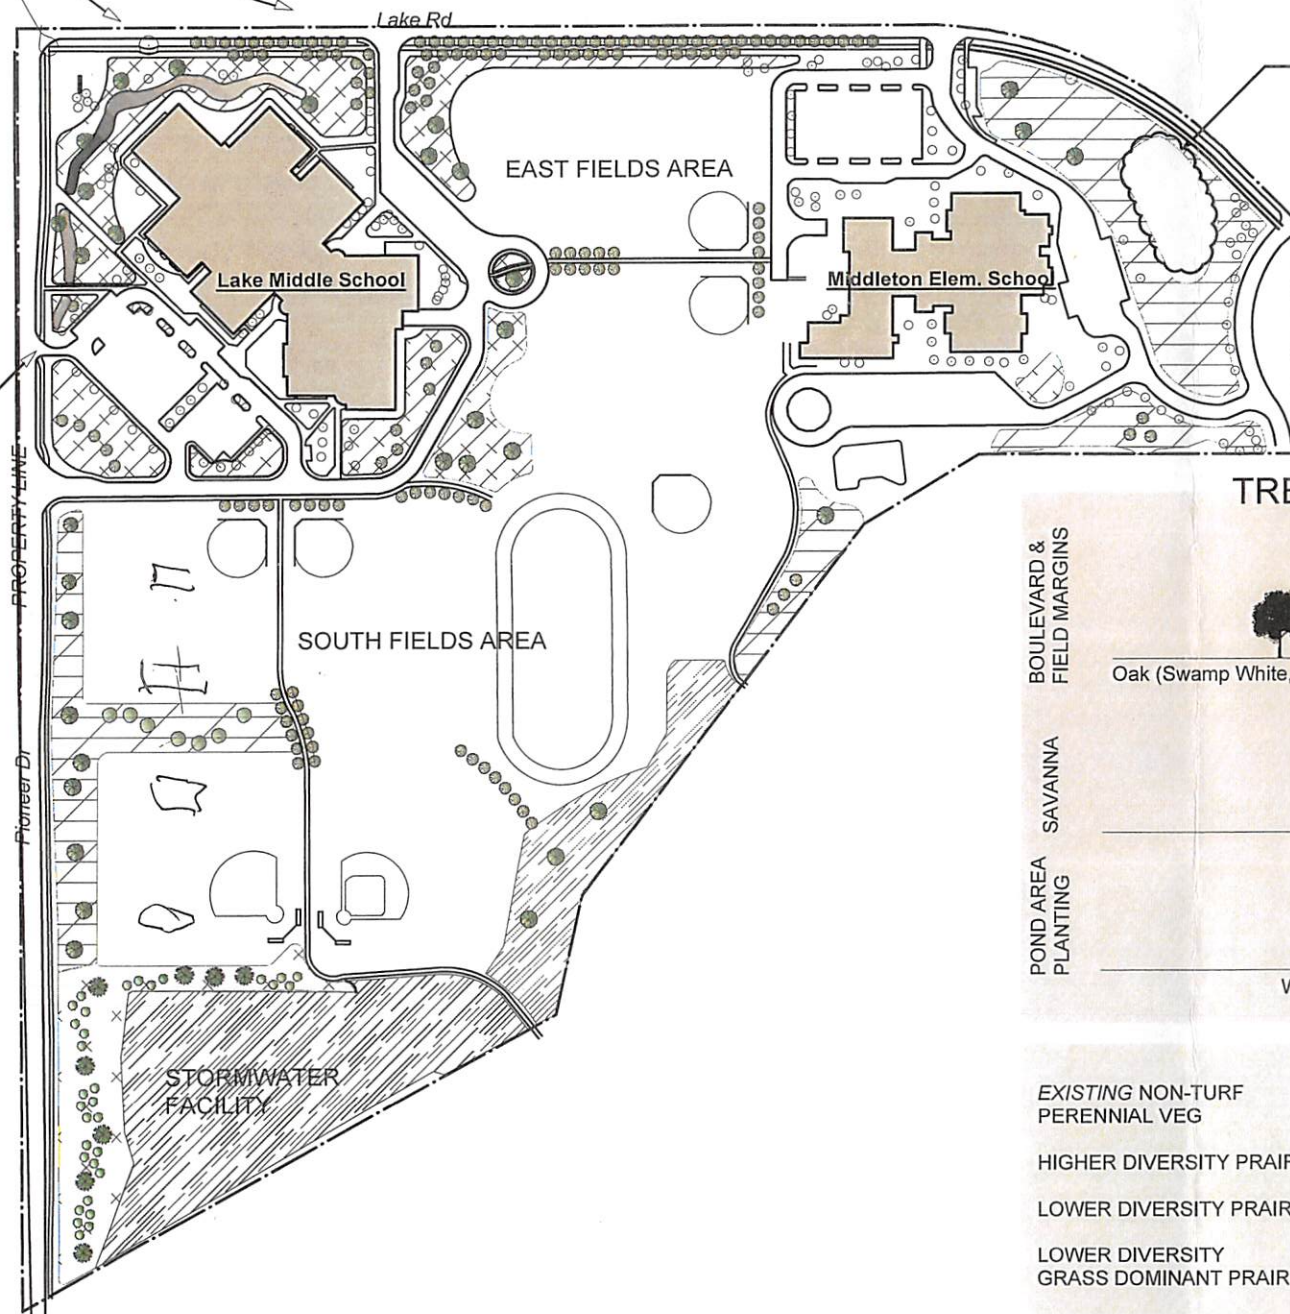 Lake Rd
EAST FIELDS AREA
Lake Middle School
Middleton Elem. School
PROPERTY LINE
TRE
BOULEVARD &
FIELD MARGINS
Oak (Swamp White,
SOUTH FIELDS AREA
Pioneer Dr
SAVANNA
POND AREA
PLANTING
W
STORMWATER
FACILITY
EXISTING NON-TURF
PERENNIAL VEG
HIGHER DIVERSITY PRAIR
LOWER DIVERSITY PRAIR
LOWER DIVERSITY
GRASS DOMINANT PRAIR